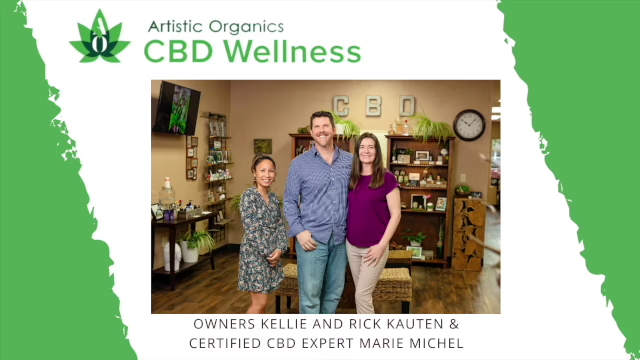 Artistic Organics
CBD Wellness
CBD
OWNERS KELLIE AND RICK KAUTEN &
CERTIFIED CBD EXPERT MARIE MICHEL